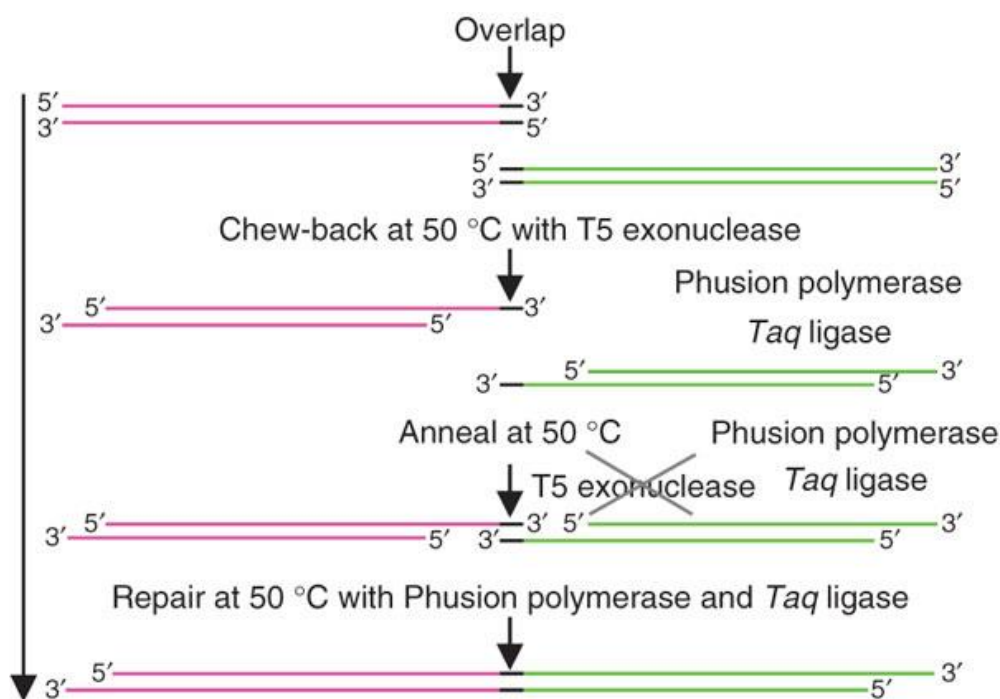 Overlap
5′ 3′
3′ 5′
5′ 3′
3′ 5′
Chew-back at 50 °C with T5 exonuclease
Phusion polymerase
5′ 3′
3′ 5′
Taq ligase
5′ 3′
3′ 5′
Anneal at 50 °C Phusion polymerase
T5 exonuclease Taq ligase
5′ 3′ 5′ 3′
3′ 5′ 3′ 5′
Repair at 50 °C with Phusion polymerase and Taq ligase
5′ 3′
3′ 5′